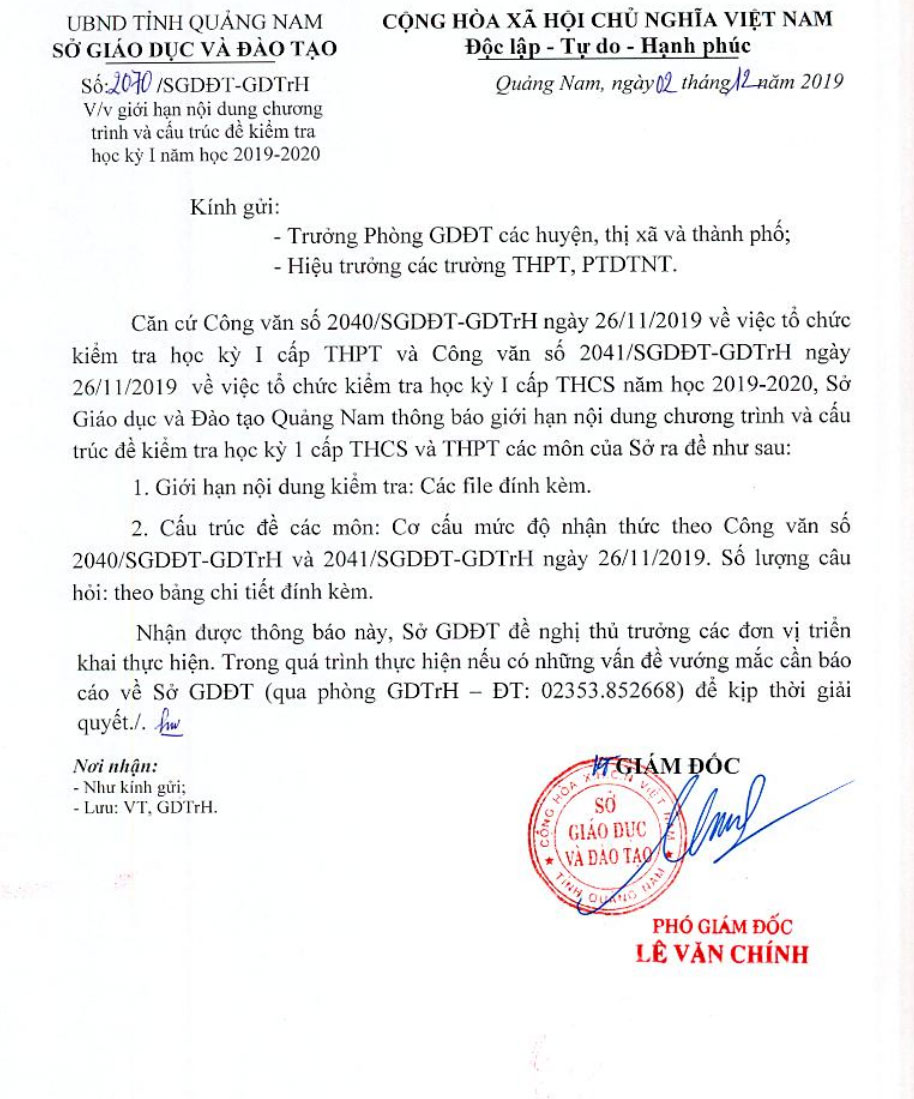 UBND TỈNH QUẢNG NAM
SỞ GIÁO DỤC VÀ ĐÀO TẠO
CỘNG HÒA XÃ HỘI CHỦ NGHĨA VIỆT NAM
Độc lập - Tự do - Hạnh phúc
Số:2070 /SGDĐT-GDTrH
Quảng Nam, ngày 02 tháng 12 năm 2019
V/v giới hạn nội dung chương
trình và cấu trúc đề kiểm tra
học kỳ I năm học 2019-2020
Kính gửi:
- Trưởng Phòng GDĐT các huyện, thị xã và thành phố;
- Hiệu trưởng các trường THPT, PTDTNT.
Căn cứ Công văn số 2040/SGDĐT-GDTrH ngày 26/11/2019 về việc tổ chức
kiểm tra học kỳ I cấp THPT và Công văn số 2041/SGDĐT-GDTrH ngày
26/11/2019 về việc tổ chức kiểm tra học kỳ I cấp THCS năm học 2019-2020, Sở
Giáo dục và Đào tạo Quảng Nam thông báo giới hạn nội dung chương trình và cấu
trúc đề kiểm tra học kỳ 1 cấp THCS và THPT các môn của Sở ra đề như sau:
1. Giới hạn nội dung kiểm tra: Các file đính kèm.
2. Cấu trúc đề các môn: Cơ cấu mức độ nhận thức theo Công văn số
2040/SGDĐT-GDTrH và 2041/SGDĐT-GDTrH ngày 26/11/2019. Số lượng câu
hỏi: theo bảng chi tiết đính kèm.
Nhận được thông báo này, Sở GDĐT đề nghị thủ trưởng các đơn vị triển
khai thực hiện. Trong quá trình thực hiện nếu có những vấn đề vướng mắc cần báo
cáo về Sở GDĐT (qua phòng GDTrH – ĐT: 02353.852668) để kịp thời giải
quyết./.
Nơi nhận:
- Như kính gửi;
- Lưu: VT, GDTrH.
KT GIÁM ĐỐC
CỘNG HÒA X.H.C.N VIỆT NAM
SỞ
GIÁO DỤC
VÀ ĐÀO TẠO
TỈNH QUẢNG NAM
PHÓ GIÁM ĐỐC
LÊ VĂN CHÍNH